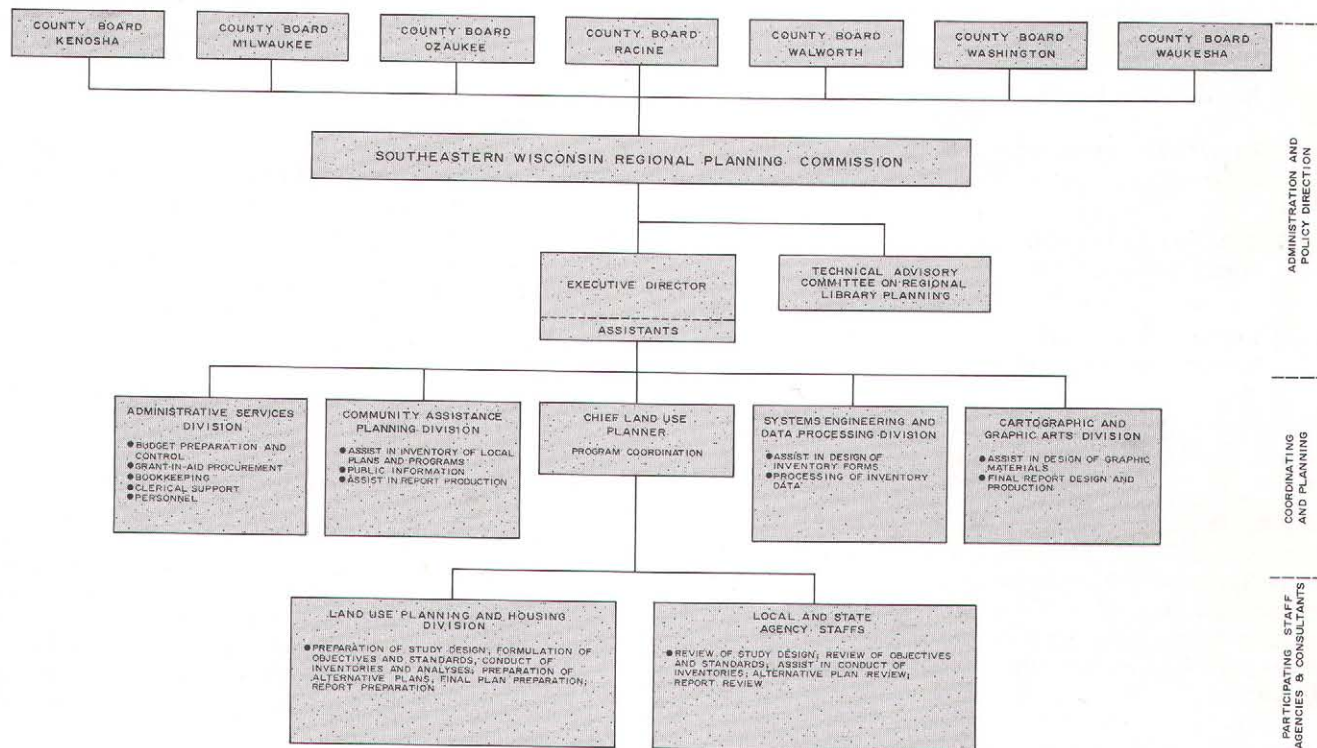 COUNTY BOARD
KENOSHA
COUNTY BOARD
MILWAUKEE
COUNTY BOARD
OZAUKEE
COUNTY BOARD
RACINE
COUNTY BOARD
WALWORTH
COUNTY BOARD
WASHINGTON
COUNTY BOARD
WAUKESHA
SOUTHEASTERN WISCONSIN REGIONAL PLANNING COMMISSION
ADMINISTRATION AND
POLICY DIRECTION
EXECUTIVE DIRECTOR
ASSISTANTS
TECHNICAL ADVISORY
COMMITTEE ON REGIONAL
LIBRARY PLANNING
ADMINISTRATIVE SERVICES
DIVISION
● BUDGET PREPARATION AND
CONTROL
● GRANT-IN-AID PROCUREMENT
● BOOKKEEPING
● CLERICAL SUPPORT
● PERSONNEL
COMMUNITY ASSISTANCE
PLANNING DIVISION
● ASSIST IN INVENTORY OF LOCAL
PLANS AND PROGRAMS
● PUBLIC INFORMATION
● ASSIST IN REPORT PRODUCTION
CHIEF LAND USE
PLANNER
PROGRAM COORDINATION
SYSTEMS ENGINEERING AND
DATA PROCESSING DIVISION
● ASSIST IN DESIGN OF
INVENTORY FORMS
● PROCESSING OF INVENTORY
DATA
CARTOGRAPHIC AND
GRAPHIC ARTS DIVISION
● ASSIST IN DESIGN OF GRAPHIC
MATERIALS
● FINAL REPORT DESIGN AND
PRODUCTION
COORDINATING
AND PLANNING
LAND USE PLANNING AND HOUSING
DIVISION
● PREPARATION OF STUDY DESIGN; FORMULATION OF
OBJECTIVES AND STANDARDS; CONDUCT OF
INVENTORIES AND ANALYSES; PREPARATION OF
ALTERNATIVE PLANS; FINAL PLAN PREPARATION;
REPORT PREPARATION
LOCAL AND STATE
AGENCY STAFFS
● REVIEW OF STUDY DESIGN; REVIEW OF OBJECTIVES
AND STANDARDS; ASSIST IN CONDUCT OF
INVENTORIES; ALTERNATIVE PLAN REVIEW;
REPORT REVIEW
PARTICIPATING STAFF
AGENCIES & CONSULTANTS